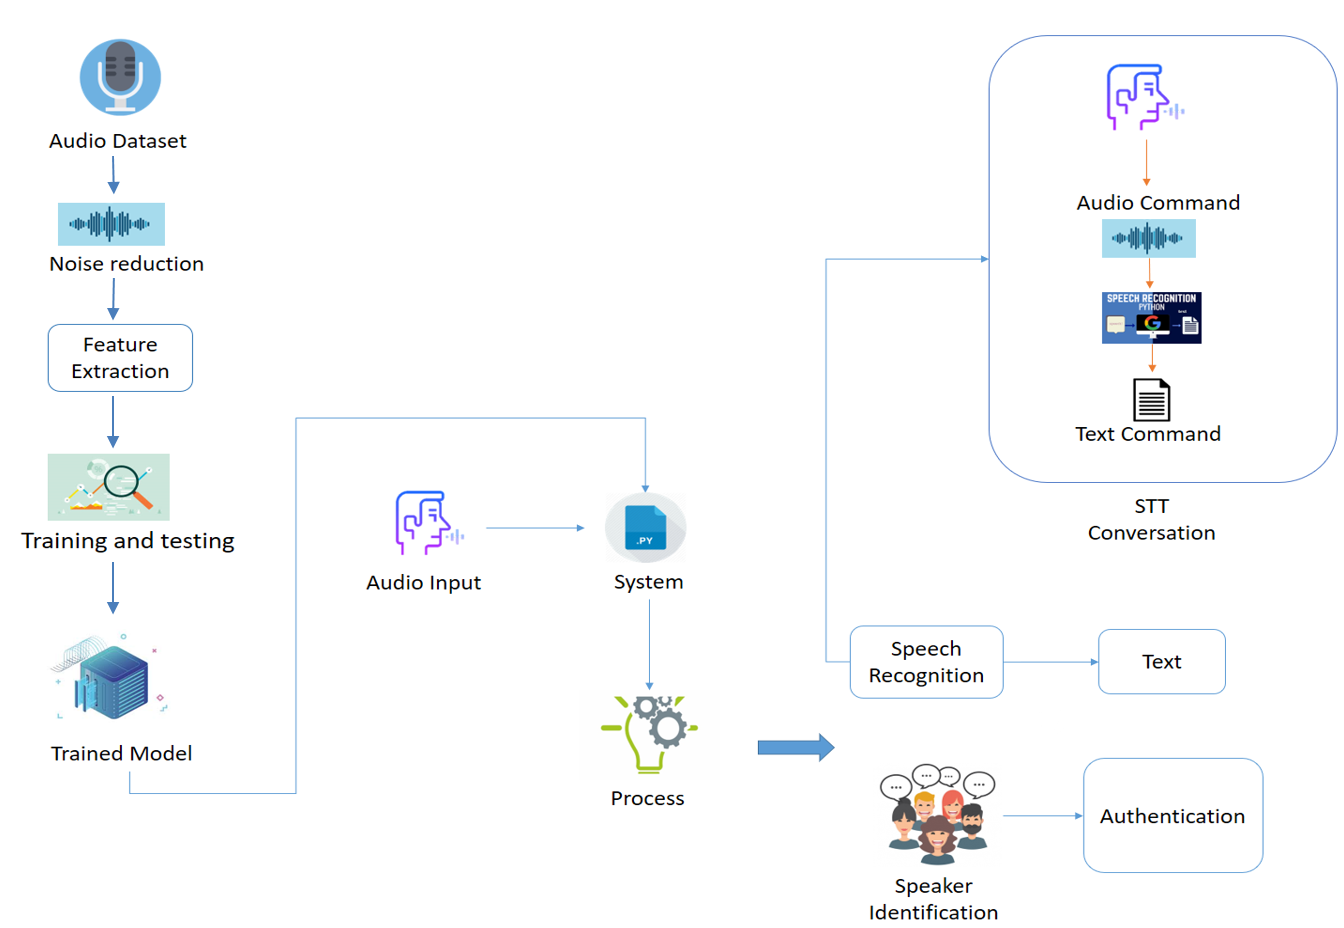 Audio Dataset
Noise reduction
Feature
Extraction
Training and testing
Trained Model
Audio Input
.PY
System
Process
Audio Command
SPEECH RECOGNITION
PYTHON
G
Text Command
STT
Conversation
Speech
Recognition
Text
Speaker
Identification
Authentication